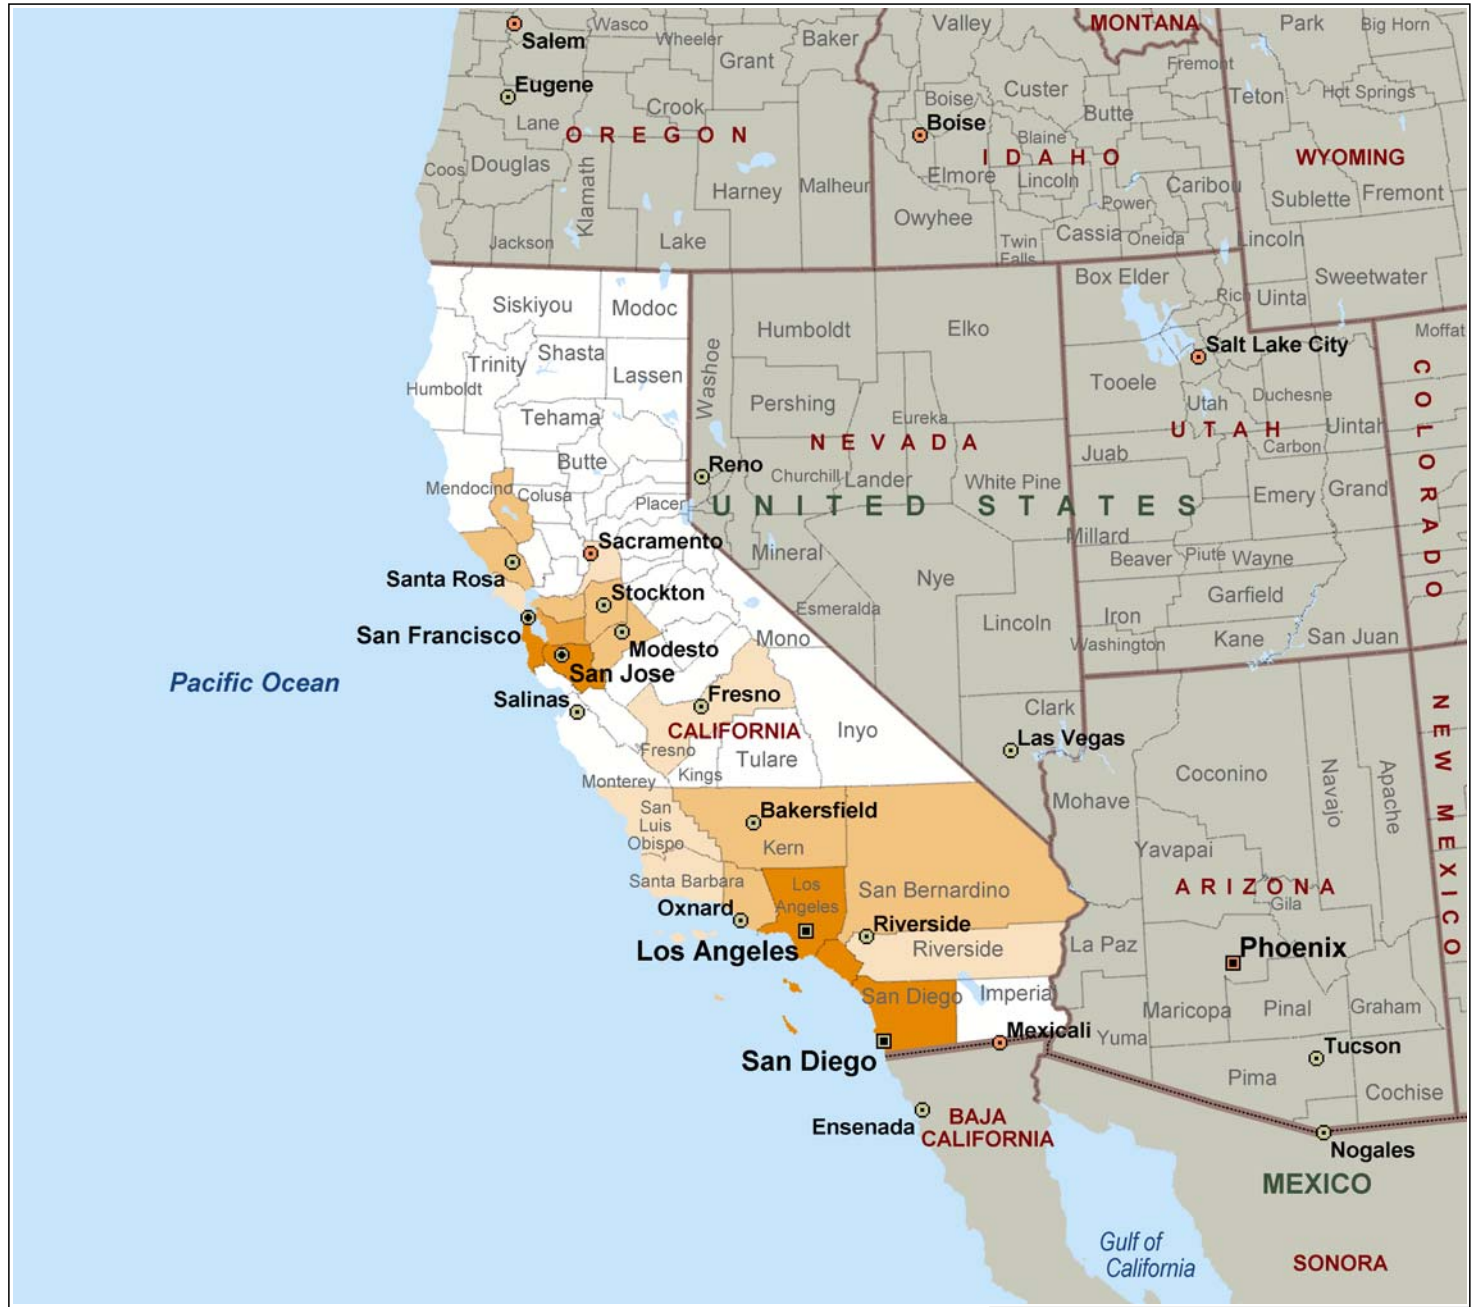 Salem
Wasco
Wheeler
Baker
Grant
Valley
MONTANA
Park
Big Horn
Fremont
Eugene
Crook
Lane
OREGON
Boise
Custer
Butte
Teton
Hot Springs
Boise
Blaine
IDAHO
WYOMING
Coos
Douglas
Klamath
Harney
Malheur
Elmore
Lincoln
Caribou
Power
Sublette
Fremont
Owyhee
Jackson
Lake
Twin
Falls
Cassia
Oneida
Lincoln
Box Elder
Sweetwater
Rich
Uinta
Siskiyou
Modoc
Humboldt
Elko
Moffat
Salt Lake City
Trinity
Shasta
Lassen
Humboldt
Washoe
Tooele
COLORADO
Pershing
Utah
Duchesne
Tehama
Eureka
NEVADA
UTAH
Uintah
Carbon
Butte
Reno
Juab
Mendocino
Colusa
Placer
Churchill
Lander
White Pine
Emery
Grand
UNITED STATES
Sacramento
Mineral
Millard
Beaver
Piute
Wayne
Santa Rosa
Nye
Stockton
Esmeralda
Garfield
Iron
Lincoln
San Francisco
Modesto
Mono
Washington
Kane
San Juan
San Jose
Pacific Ocean
Salinas
Fresno
Clark
NEW MEXICO
CALIFORNIA
Inyo
Las Vegas
Fresno
Tulare
Kings
Monterey
Coconino
Navajo
Apache
Mohave
San
Luis
Obispo
Bakersfield
Kern
Yavapai
Santa Barbara
Los
Angeles
San Bernardino
ARIZONA
Gila
Oxnard
Riverside
Los Angeles
Riverside
La Paz
Phoenix
San Diego
Imperial
Maricopa
Pinal
Graham
Mexicali
Yuma
San Diego
Tucson
Pima
Cochise
Ensenada
BAJA
CALIFORNIA
Nogales
MEXICO
Gulf of
California
SONORA